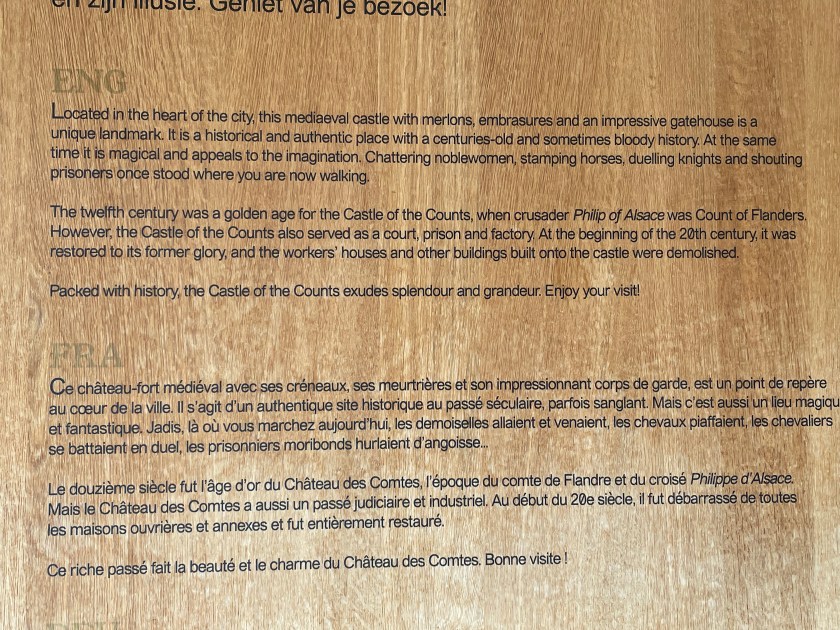 en zijn illusie. Geniet van je bezoek!
ENG
Located in the heart of the city, this mediaeval castle with merlons, embrasures and an impressive gatehouse is a
unique landmark. It is a historical and authentic place with a centuries-old and sometimes bloody history. At the same
time it is magical and appeals to the imagination. Chattering noblewomen, stamping horses, duelling knights and shouting
prisoners once stood where you are now walking.
The twelfth century was a golden age for the Castle of the Counts, when crusader Philip of Alsace was Count of Flanders.
However, the Castle of the Counts also served as a court, prison and factory. At the beginning of the 20th century, it was
restored to its former glory, and the workers' houses and other buildings built onto the castle were demolished.
Packed with history, the Castle of the Counts exudes splendour and grandeur. Enjoy your visit!
FRA
Ce château-fort médiéval avec ses créneaux, ses meurtrières et son impressionnant corps de garde, est un point de repère
au cœur de la ville. Il s'agit d'un authentique site historique au passé séculaire, parfois sanglant. Mais c'est aussi un lieu magiqu
et fantastique. Jadis, là où vous marchez aujourd'hui, les demoiselles allaient et venaient, les chevaux piaffaient, les chevaliers
se battaient en duel, les prisonniers moribonds hurlaient d'angoisse...
Le douzième siècle fut l'âge d'or du Château des Comtes, l'époque du comte de Flandre et du croisé Philippe d'Alsace.
Mais le Château des Comtes a aussi un passé judiciaire et industriel. Au début du 20e siècle, il fut débarrassé de toutes
les maisons ouvrières et annexes et fut entièrement restauré.
Ce riche passé fait la beauté et le charme du Château des Comtes. Bonne visite !